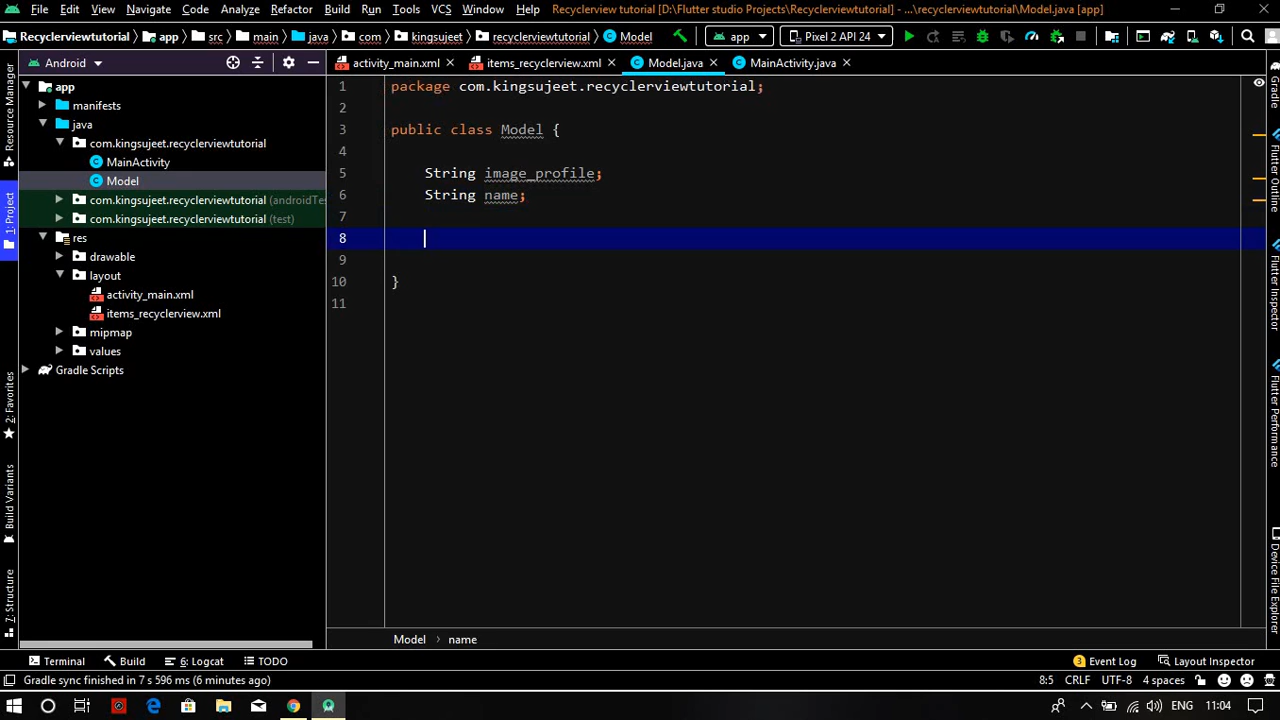 File Edit View Navigate Code Analyze Refactor Build Run Tools VCS Window Help Recyclerview tutorial [D:\Flutter studio Projects\Recyclerviewtutorial] - ...\recyclerviewtutorial\Model.java [app]
Recyclerviewtutorial app src main java com kingsujeet recyclerviewtutorial Model app Pixel 2 API 24
Android
activity_main.xml items_recyclerview.xml Model.java MainActivity.java
app
manifests
java
com.kingsujeet.recyclerviewtutorial
MainActivity
Model
com.kingsujeet.recyclerviewtutorial (androidTes
com.kingsujeet.recyclerviewtutorial (test)
res
drawable
layout
activity_main.xml
items_recyclerview.xml
mipmap
values
Gradle Scripts
Resource Manager
1: Project
2: Favorites
Build Variants
7: Structure
1 package com.kingsujeet.recyclerviewtutorial;
2
3 public class Model {
4
5 String image_profile;
6 String name;
7
8
9
10 }
11
Gradle
Flutter Outline
Flutter Inspector
Flutter Performance
Device File Explorer
Model › name
Terminal Build 6: Logcat TODO 3 Event Log Layout Inspector
Gradle sync finished in 7 s 596 ms (6 minutes ago) 8:5 CRLF UTF-8 4 spaces
ENG 11:04